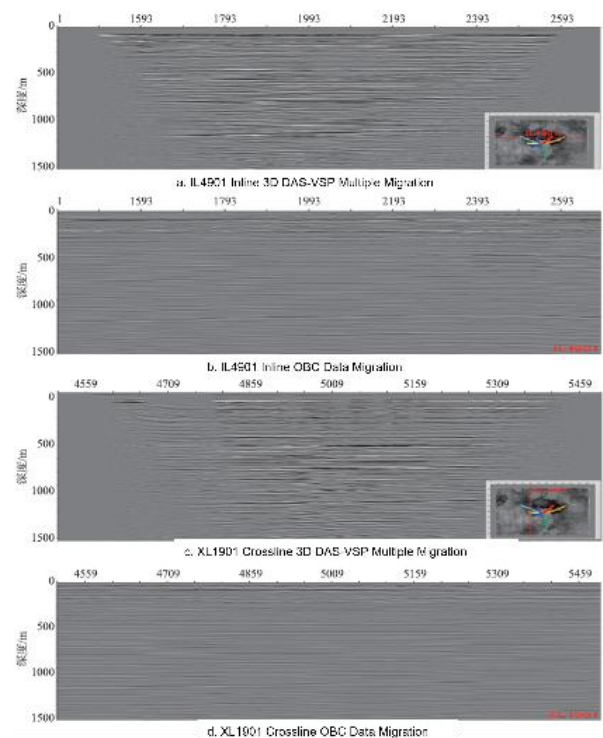 1 1593 1793 1993 2193 2393 2593
0
500
1000
1500
深度/m
a. IL4901 Inline 3D DAS-VSP Multiple Migration
1 1593 1793 1993 2193 2393 2593
0
500
1000
1500
深度/m
b. IL4901 Inline OBC Data Migration
4559 4709 4859 5009 5159 5309 5459
0
500
1000
1500
深度/m
c. XL1901 Crossline 3D DAS-VSP Multiple Migration
4559 4709 4859 5009 5159 5309 5459
0
500
1000
1500
深度/m
d. XL1901 Crossline OBC Data Migration